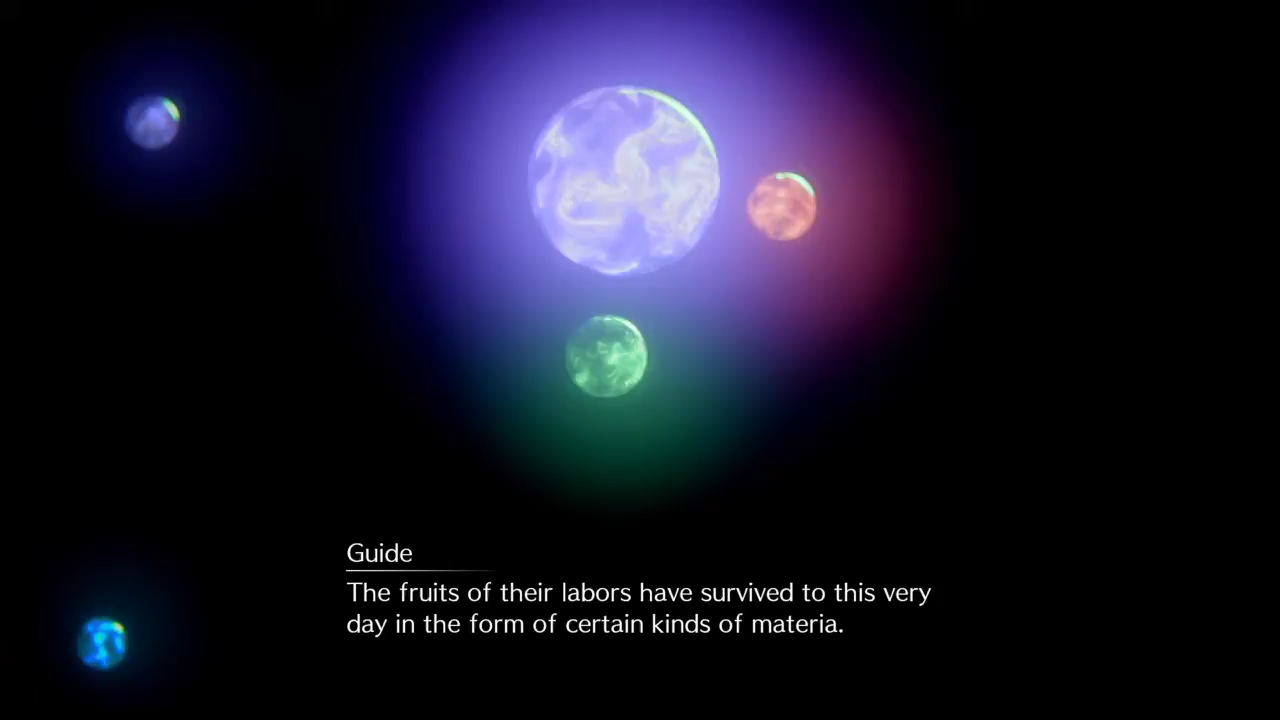 Guide
The fruits of their labors have survived to this very
day in the form of certain kinds of materia.